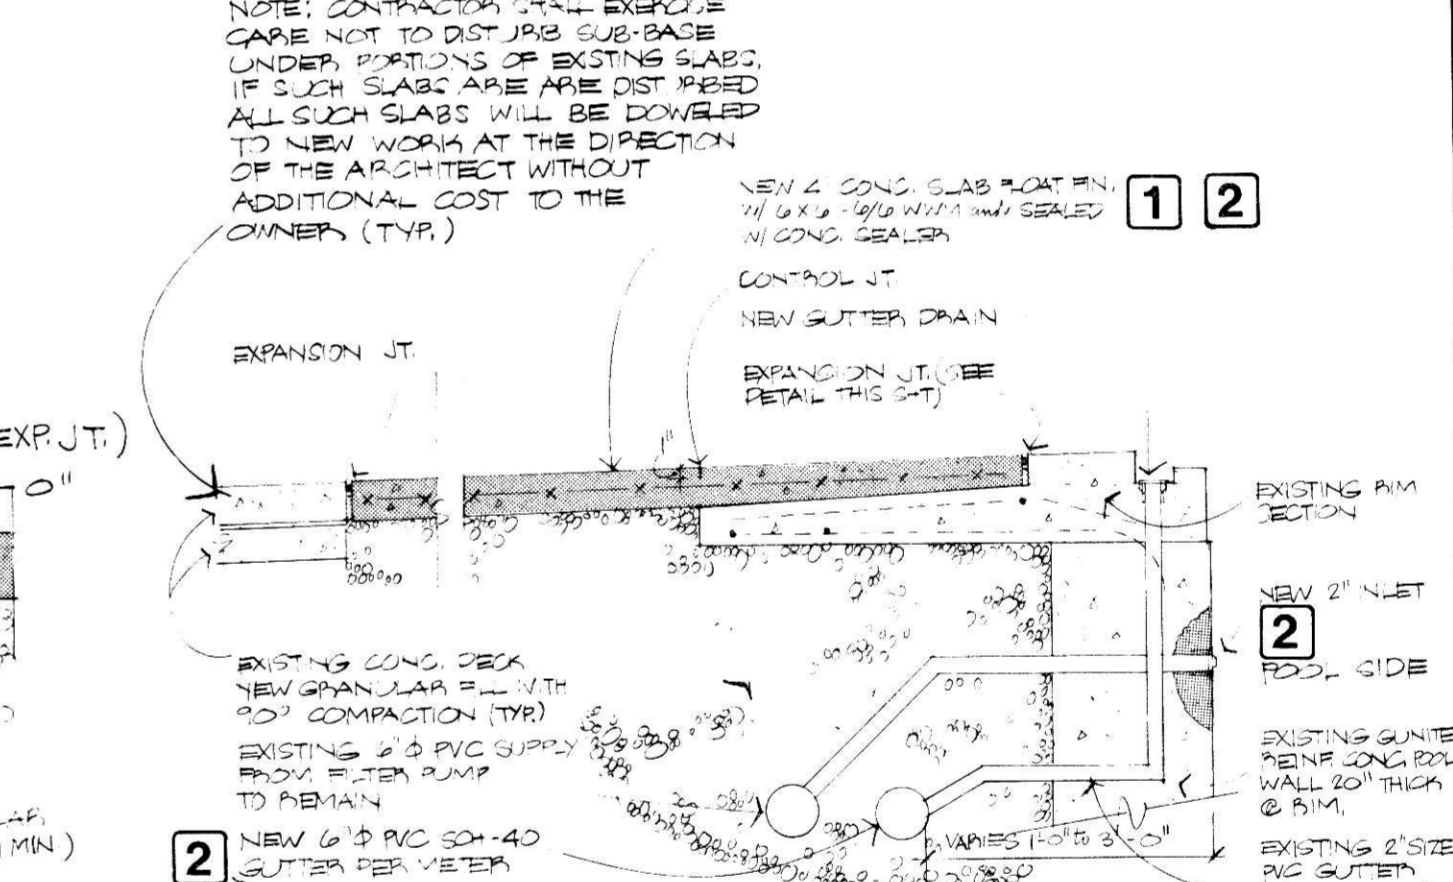 NOTE: CONTRACTOR SHALL EXERCISE
CARE NOT TO DISTURB SUB-BASE
UNDER PORTIONS OF EXISTING SLABS,
IF SUCH SLABS ARE ARE DISTURBED
ALL SUCH SLABS WILL BE DOWELED
TO NEW WORK AT THE DIRECTION
OF THE ARCHITECT WITHOUT
ADDITIONAL COST TO THE
OWNER (TYP.)
NEW 4" CONC. SLAB FLOAT FIN.
W/ 6X6 - 6/6 WWM and SEALED
W/ CONC. SEALER
1 2
CONTROL JT.
NEW GUTTER DRAIN
EXPANSION JT.
EXPANSION JT. (SEE
DETAIL THIS SHT)
EXP. JT.)
0"
1"
EXISTING RIM
SECTION
NEW 2" INLET
2
POOL SIDE
EXISTING CONC. DECK
NEW GRANULAR FILL WITH
90% COMPACTION (TYP.)
EXISTING 6" φ PVC SUPPLY
FROM FILTER PUMP
TO REMAIN
2
NEW 6" φ PVC SCH-40
GUTTER PERIMETER
EXISTING GUNITE
REINF. CONC. POOL
WALL 20" THICK
@ RIM.
VARIES 1'-0" to 3'-0"
EXISTING 2" SIZE
PVC GUTTER
MIN.)